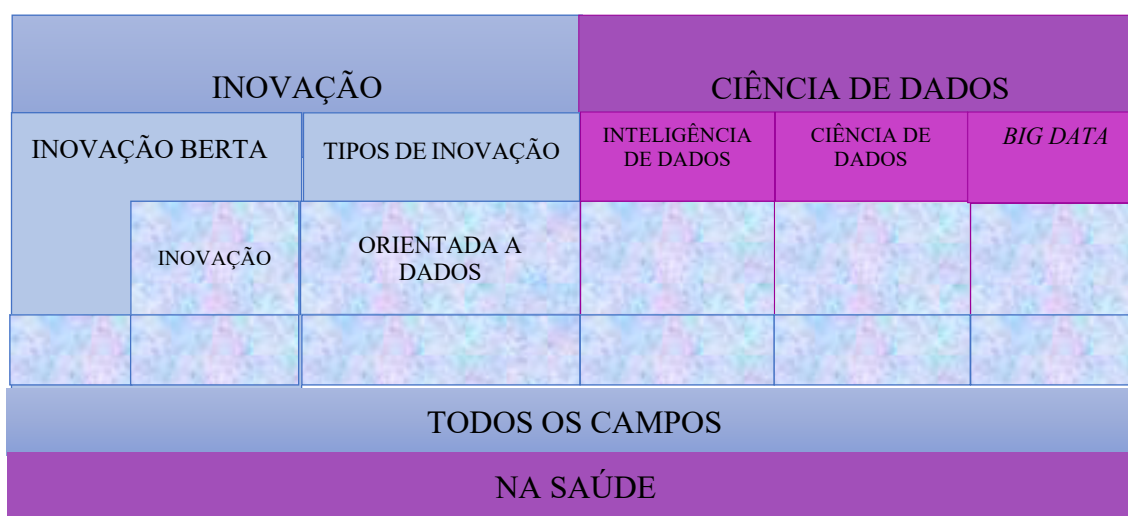 INOVAÇÃO
CIÊNCIA DE DADOS
INOVAÇÃO BERTA
TIPOS DE INOVAÇÃO
INTELIGÊNCIA
DE DADOS
CIÊNCIA DE
DADOS
BIG DATA
INOVAÇÃO
ORIENTADA A
DADOS
TODOS OS CAMPOS
NA SAÚDE